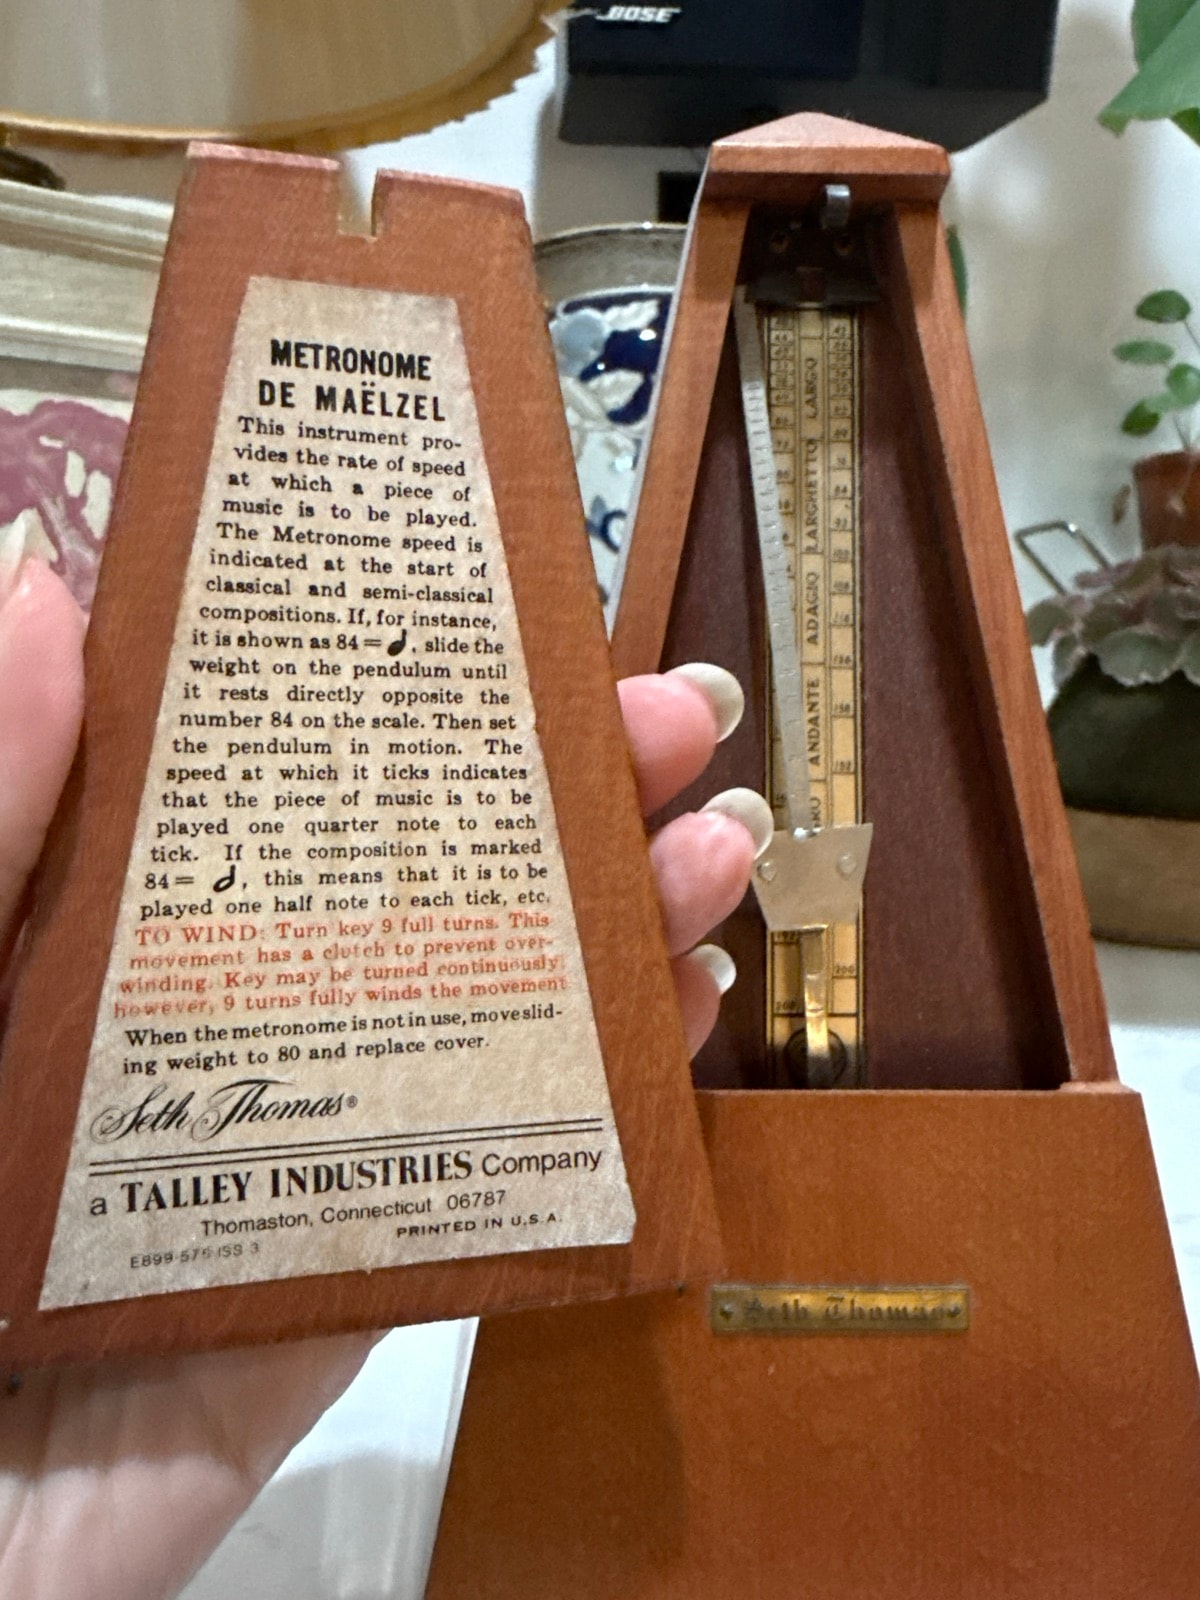 BOSE
METRONOME
DE MAËLZEL
This instrument pro-
vides the rate of speed
at which a piece of
music is to be played.
The Metronome speed is
indicated at the start of
classical and semi-classical
compositions. If, for instance,
it is shown as 84 = ♩, slide the
weight on the pendulum until
it rests directly opposite the
number 84 on the scale. Then set
the pendulum in motion. The
speed at which it ticks indicates
that the piece of music is to be
played one quarter note to each
tick. If the composition is marked
84 = 𝅗𝅥, this means that it is to be
played one half note to each tick, etc.
TO WIND: Turn key 9 full turns. This
movement has a clutch to prevent over-
winding. Key may be turned continuously;
however, 9 turns fully winds the movement
When the metronome is not in use, move slid-
ing weight to 80 and replace cover.
Seth Thomas®
a TALLEY INDUSTRIES Company
Thomaston, Connecticut 06787
PRINTED IN U.S.A.
E899-576 ISS 3
LARGO
LARGHETTO
ADAGIO
ANDANTE
200
Seth Thomas